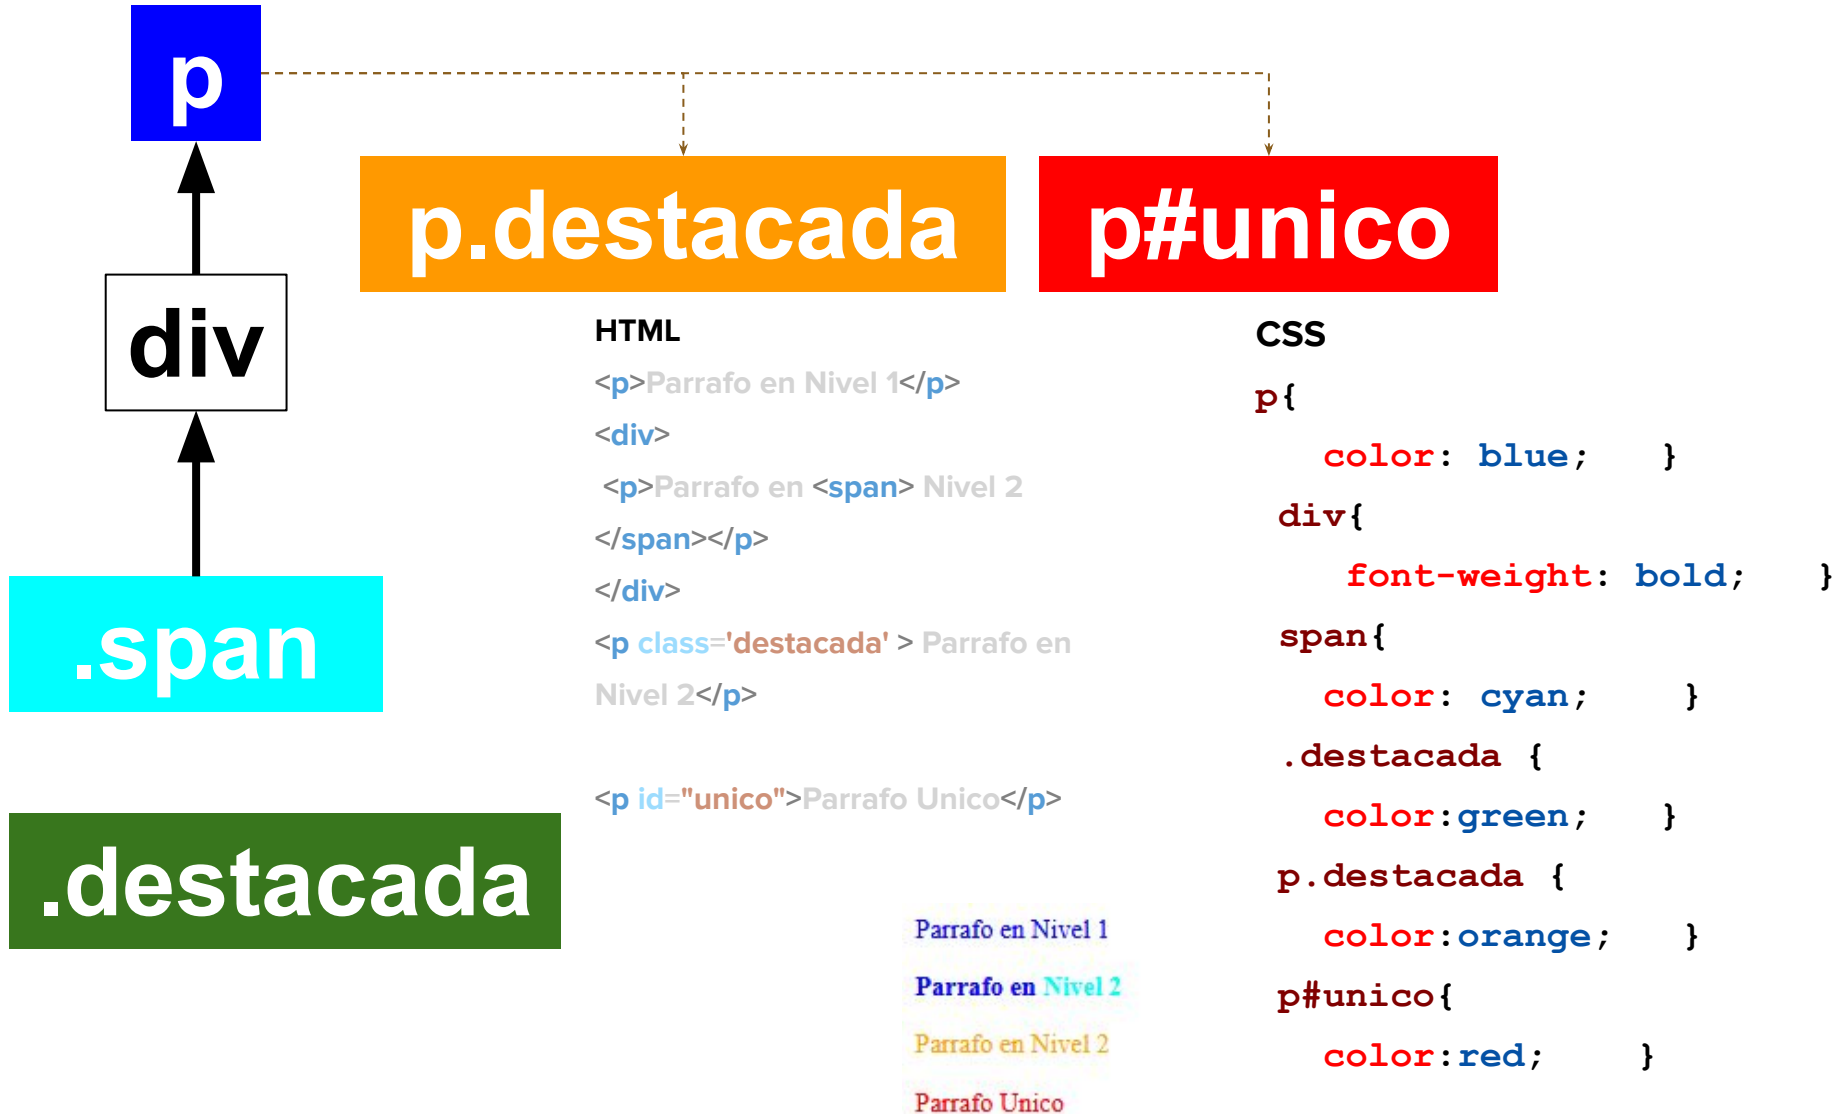 p
p.destacada
p#unico
div
.span
.destacada
HTML
<p>Parrafo en Nivel 1</p>
<div>
<p>Parrafo en <span> Nivel 2
</span></p>
</div>
<p class='destacada' > Parrafo en
Nivel 2</p>
<p id="unico">Parrafo Unico</p>
CSS
p{
color: blue; }
div{
font-weight: bold; }
span{
color: cyan; }
.destacada {
color:green; }
p.destacada {
color:orange; }
p#unico{
color:red; }
Parrafo en Nivel 1
Parrafo en Nivel 2
Parrafo en Nivel 2
Parrafo Unico